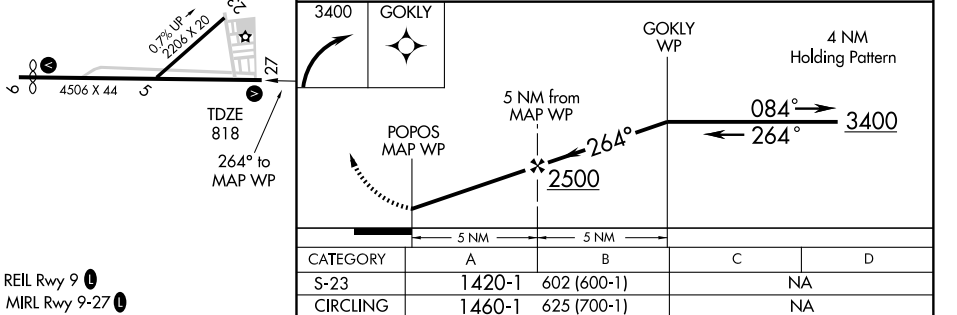 3400
GOKLY
GOKLY
WP
4 NM
Holding Pattern
23
0.7% UP
2206 X 20
V
9
4506 X 44
5
27
V
TDZE
818
264° to
MAP WP
5 NM from
MAP WP
POPOS
MAP WP
264°
2500
084°
264°
3400
5 NM
5 NM
CATEGORY A B C D
S-23 1420-1 602 (600-1) NA
CIRCLING 1460-1 625 (700-1) NA
REIL Rwy 9 L
MIRL Rwy 9-27 L